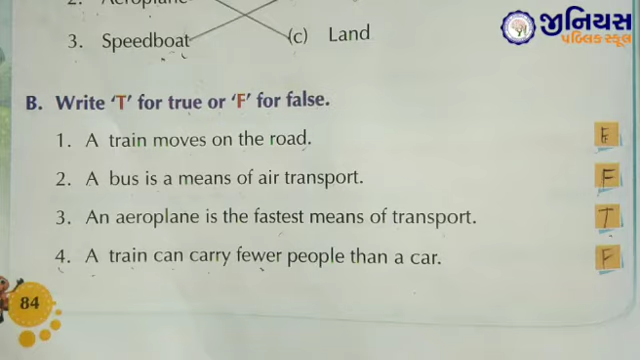 2. Aeroplane
જીનિયસ
પબ્લિક સ્કૂલ
3. Speedboat (c) Land
B. Write 'T' for true or 'F' for false.
1. A train moves on the road. F
2. A bus is a means of air transport. F
3. An aeroplane is the fastest means of transport. T
4. A train can carry fewer people than a car. F
84